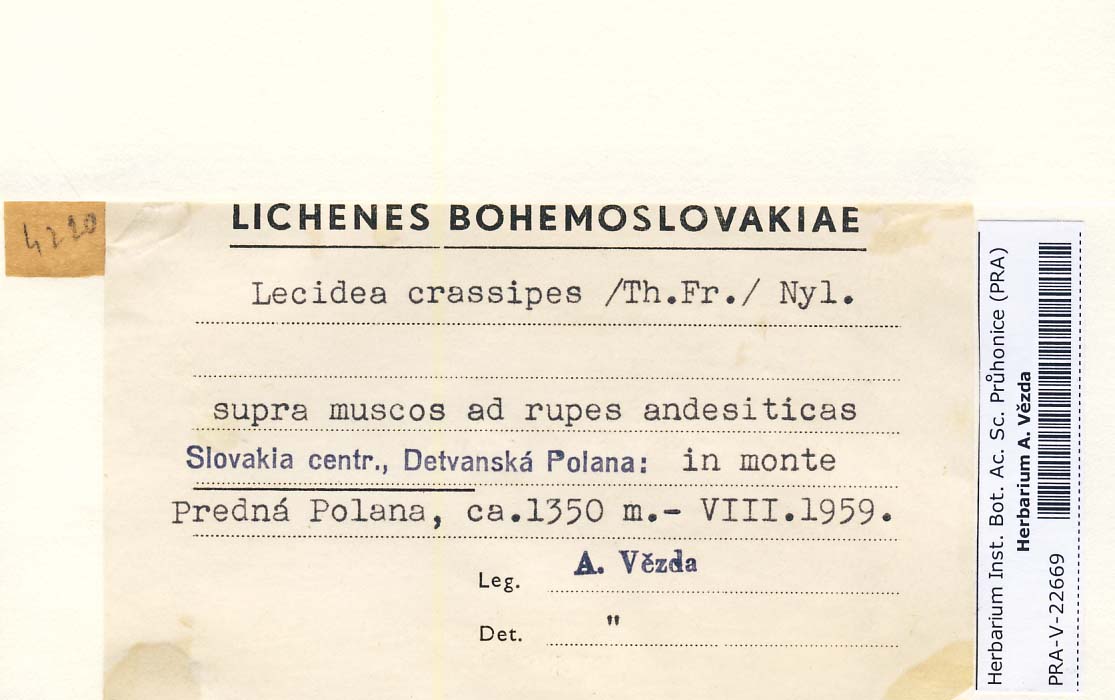 4220
LICHENES BOHEMOSLOVAKIAE
Lecidea crassipes /Th.Fr./ Nyl.
supra muscos ad rupes andesiticas
Slovakia centr., Detvanská Polana: in monte
Predná Polana, ca.1350 m.- VIII.1959.
Leg. A. Vězda
Det. "
Herbarium Inst. Bot. Ac. Sc. Průhonice (PRA)
Herbarium A. Vězda
PRA-V-22669